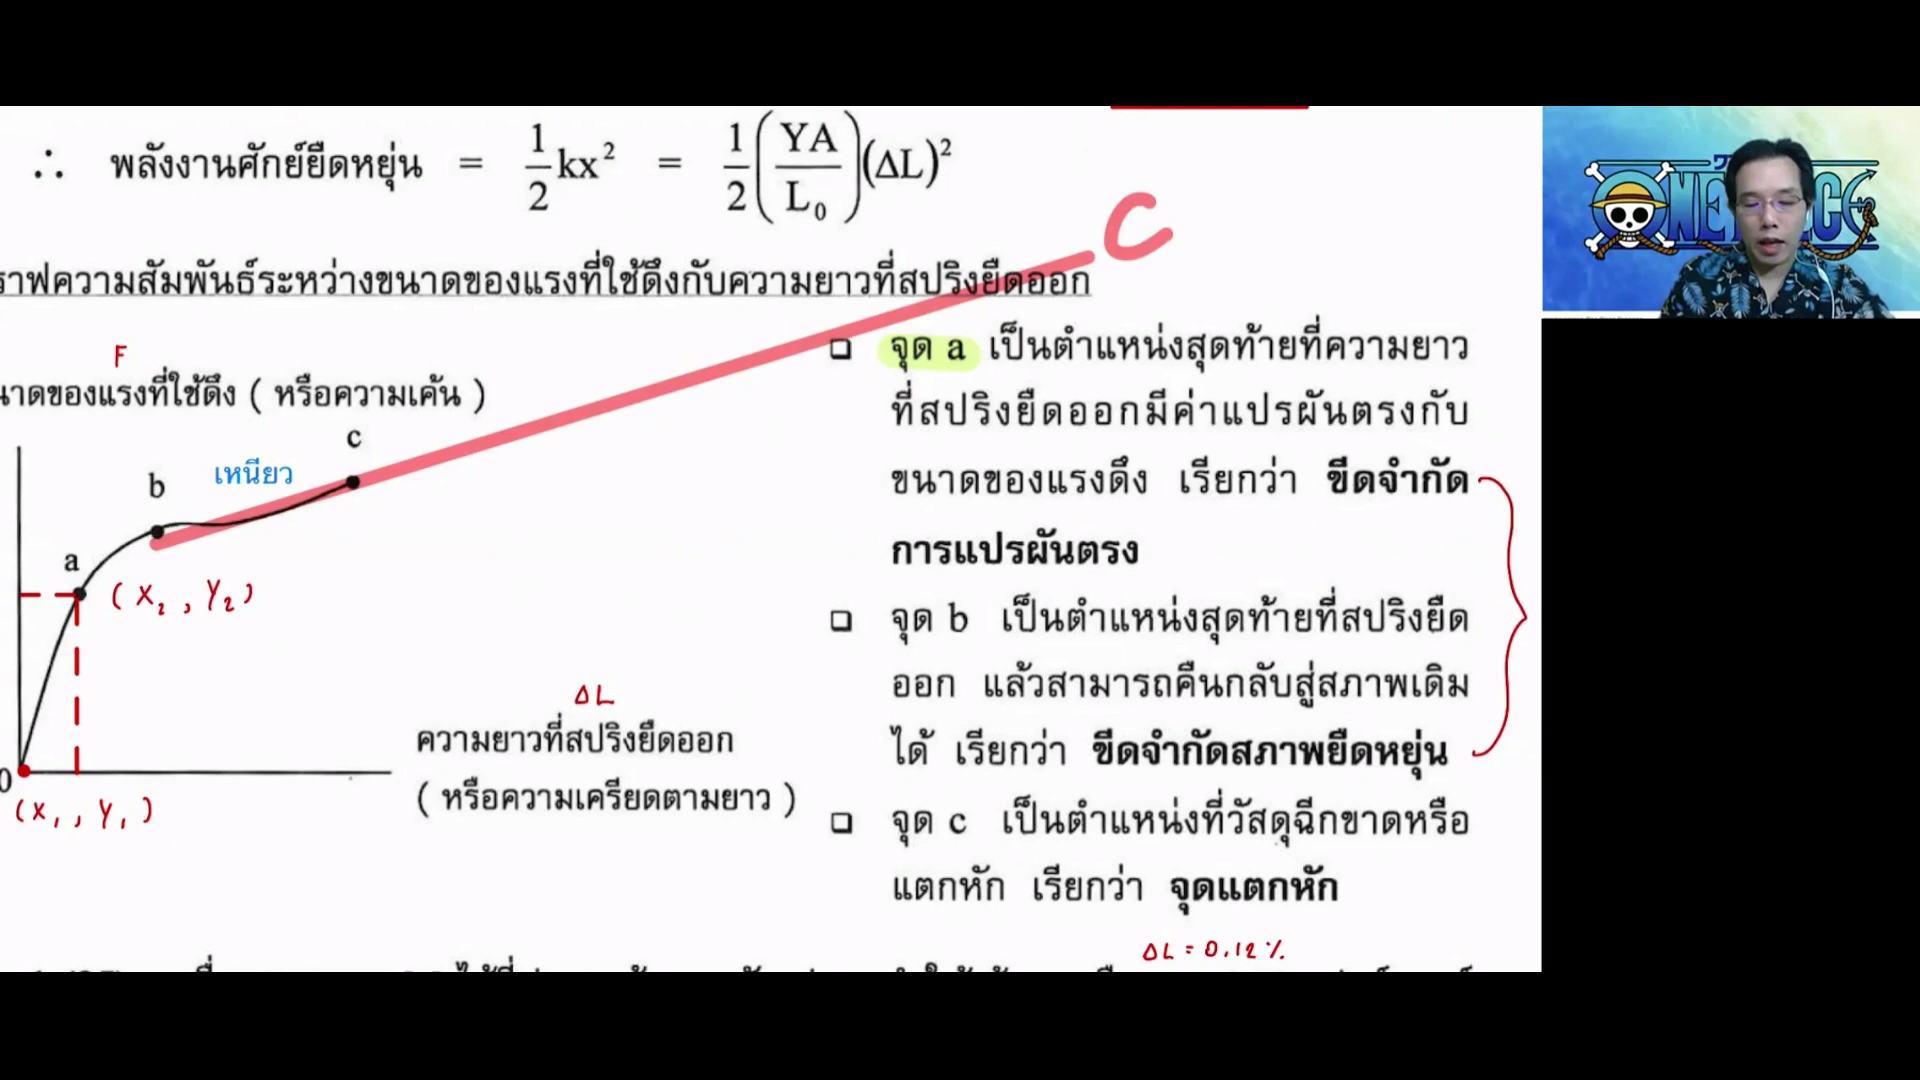 ∴ พลังงานศักย์ยืดหยุ่น = 1/2 kx² = 1/2 (YA/L₀) (ΔL)²
C
ราฟความสัมพันธ์ระหว่างขนาดของแรงที่ใช้ดึงกับความยาวที่สปริงยืดออก
F
นาดของแรงที่ใช้ดึง ( หรือความเค้น )
c
b
เหนียว
a
(X₂ , Y₂)
0
(X₁ , Y₁)
ΔL
ความยาวที่สปริงยืดออก
( หรือความเครียดตามยาว )
❏ จุด a เป็นตำแหน่งสุดท้ายที่ความยาว
ที่สปริงยืดออกมีค่าแปรผันตรงกับ
ขนาดของแรงดึง เรียกว่า ขีดจำกัด
การแปรผันตรง
❏ จุด b เป็นตำแหน่งสุดท้ายที่สปริงยืด
ออก แล้วสามารถคืนกลับสู่สภาพเดิม
ได้ เรียกว่า ขีดจำกัดสภาพยืดหยุ่น
❏ จุด c เป็นตำแหน่งที่วัสดุฉีกขาดหรือ
แตกหัก เรียกว่า จุดแตกหัก
ΔL = 0.12 %